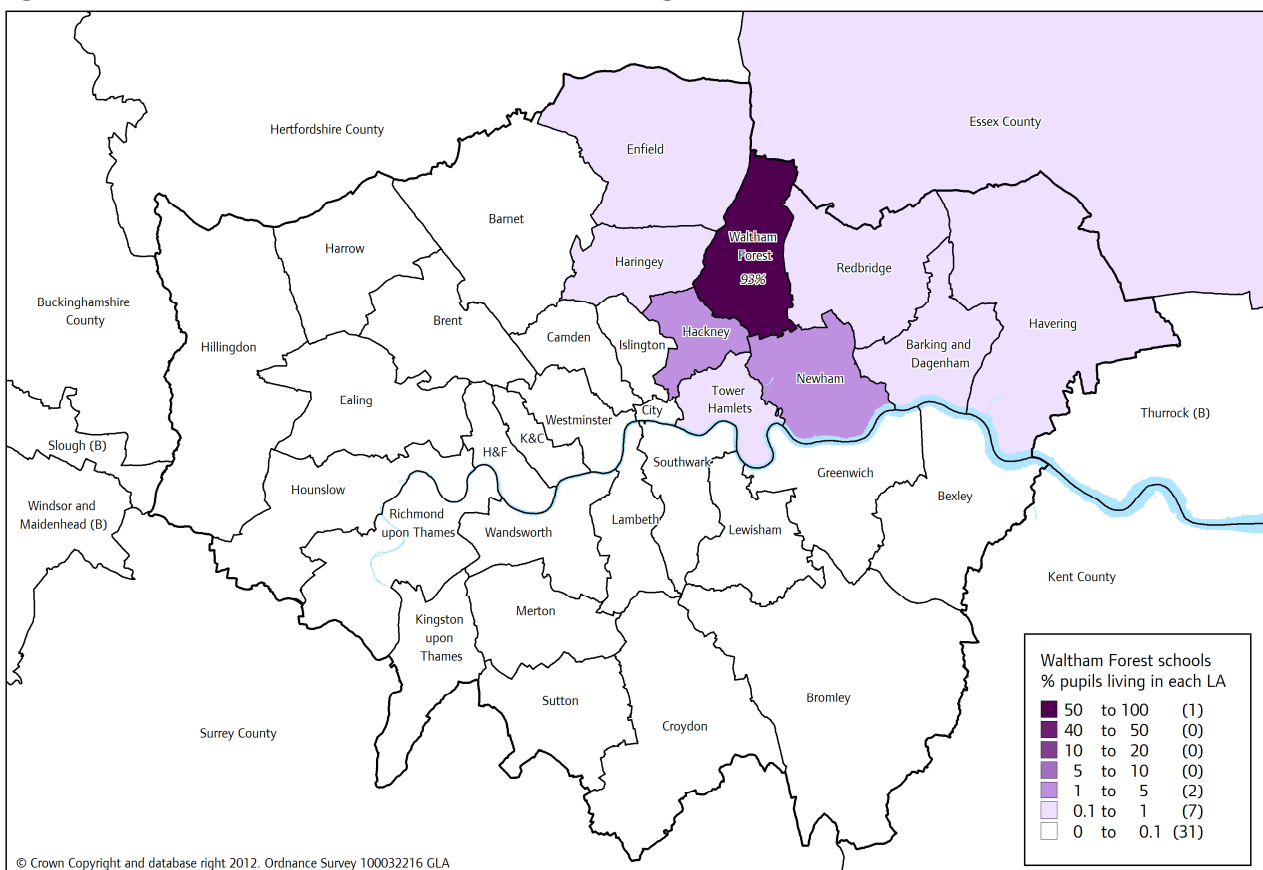 Hertfordshire County
Essex County
Enfield
Barnet
Waltham
Forest
93%
Harrow
Haringey
Redbridge
Buckinghamshire
County
Brent
Hillingdon
Camden
Islington
Hackney
Havering
Barking and
Dagenham
Newham
Ealing
Tower
Hamlets
Westminster
City
Thurrock (B)
K&C
H&F
Slough (B)
Southwark
Greenwich
Hounslow
Bexley
Windsor and
Maidenhead (B)
Richmond
upon Thames
Wandsworth
Lambeth
Lewisham
Kent County
Merton
Kingston
upon
Thames
Sutton
Bromley
Croydon
Surrey County
Waltham Forest schools
% pupils living in each LA
50 to 100 (1)
40 to 50 (0)
10 to 20 (0)
5 to 10 (0)
1 to 5 (2)
0.1 to 1 (7)
0 to 0.1 (31)
© Crown Copyright and database right 2012. Ordnance Survey 100032216 GLA